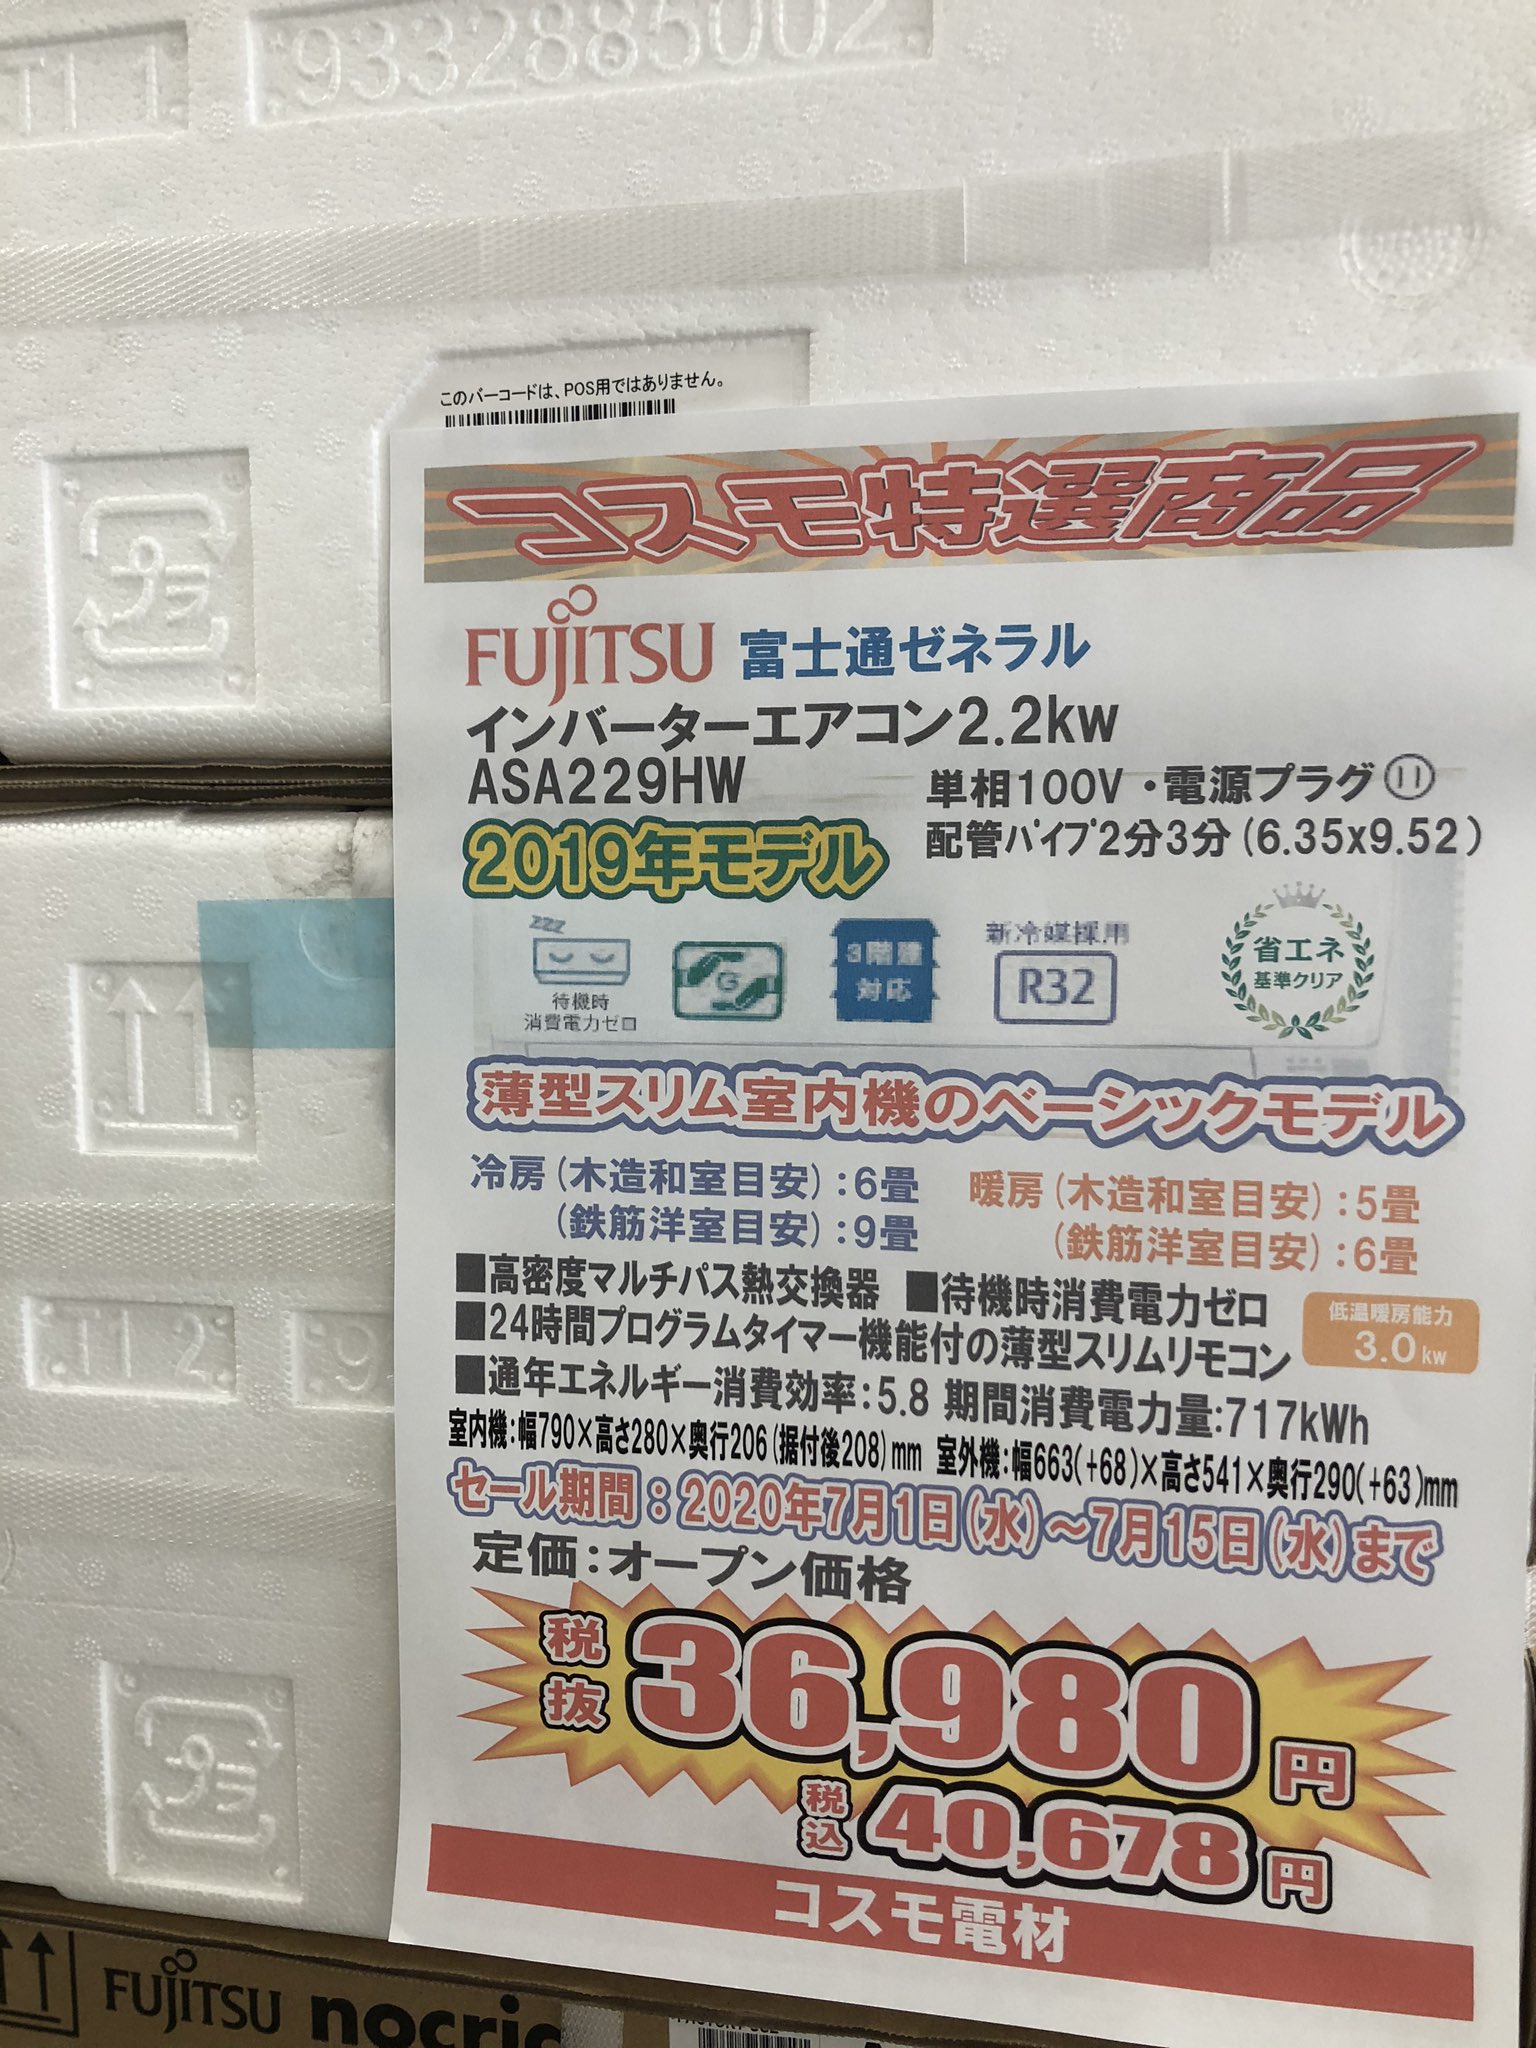 11 1
9332885002
このバーコードは、POS用ではありません。
プラ
コスモ特選商品
FUJITSU 富士通ゼネラル
インバーターエアコン2.2kw
ASA229HW
単相100V・電源プラグ
配管パイプ2分3分(6.35x9.52)
2019年モデル
zzz
待機時
消費電力ゼロ
G
3階建
対応
新冷媒採用
R32
省エネ
基準クリア
薄型スリム室内機のベーシックモデル
冷房(木造和室目安):6畳
(鉄筋洋室目安):9畳
暖房(木造和室目安):5畳
(鉄筋洋室目安):6畳
■高密度マルチパス熱交換器 ■待機時消費電力ゼロ
■24時間プログラムタイマー機能付の薄型スリムリモコン
低温暖房能力
3.0kw
■通年エネルギー消費効率:5.8 期間消費電力量:717kWh
室内機:幅790×高さ280×奥行206(据付後208)mm 室外機:幅663(+68)×高さ541×奥行290(+63)mm
セール期間:2020年7月1日(水)~7月15日(水)まで
定価:オープン価格
税抜 36,980円
税込 40,678円
コスモ電材
11 2
9
プラ
FUJITSU nocria